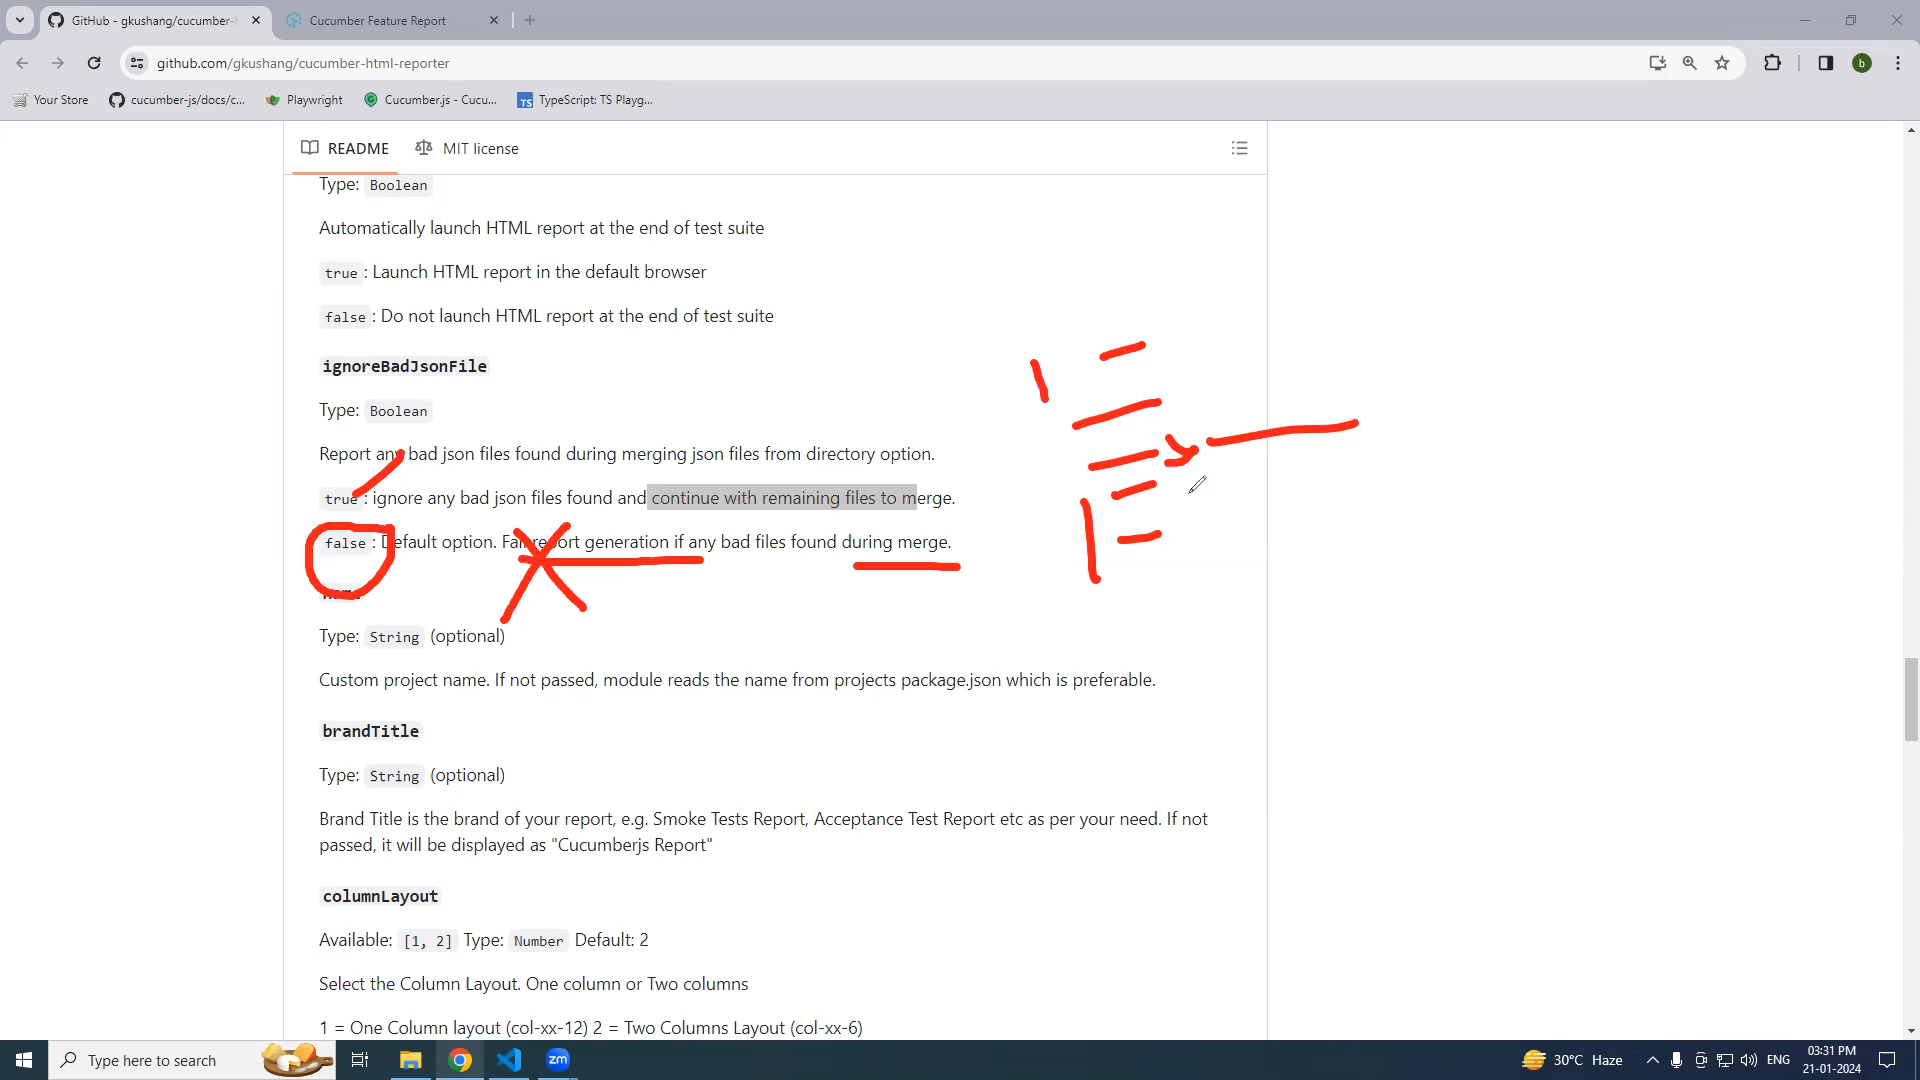 GitHub - gkushang/cucumber-h
Cucumber Feature Report
github.com/gkushang/cucumber-html-reporter
b
Your Store
cucumber-js/docs/c...
Playwright
Cucumber.js - Cucu...
TS
TypeScript: TS Playg...
README
MIT license
Type: Boolean
Automatically launch HTML report at the end of test suite
true : Launch HTML report in the default browser
false : Do not launch HTML report at the end of test suite
ignoreBadJsonFile
Type: Boolean
Report any bad json files found during merging json files from directory option.
true : ignore any bad json files found and continue with remaining files to merge.
false : Default option. Fail report generation if any bad files found during merge.
name
Type: String (optional)
Custom project name. If not passed, module reads the name from projects package.json which is preferable.
brandTitle
Type: String (optional)
Brand Title is the brand of your report, e.g. Smoke Tests Report, Acceptance Test Report etc as per your need. If not
passed, it will be displayed as "Cucumberjs Report"
columnLayout
Available: [1, 2] Type: Number Default: 2
Select the Column Layout. One column or Two columns
1 = One Column layout (col-xx-12) 2 = Two Columns Layout (col-xx-6)
Type here to search
zm
30°C Haze
ENG
03:31 PM
21-01-2024